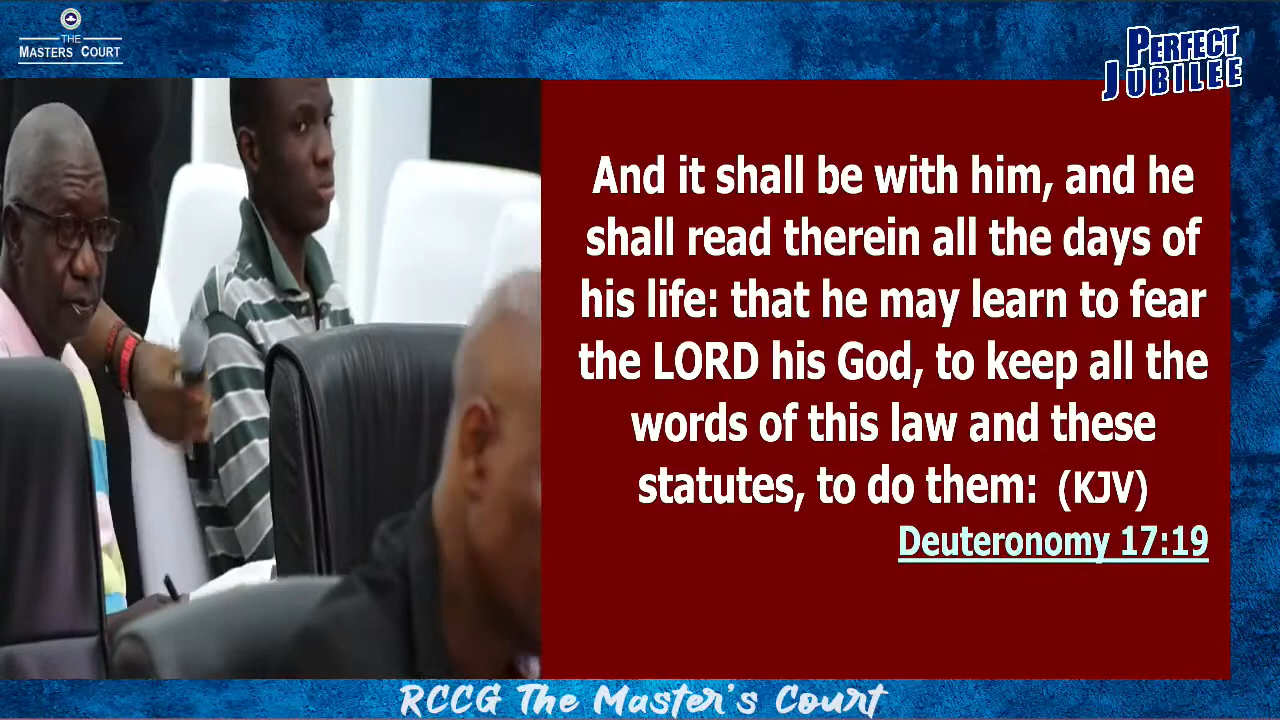 THE
MASTERS COURT
PERFECT
JUBILEE
And it shall be with him, and he
shall read therein all the days of
his life: that he may learn to fear
the LORD his God, to keep all the
words of this law and these
statutes, to do them: (KJV)
Deuteronomy 17:19
RCCG The Master's Court